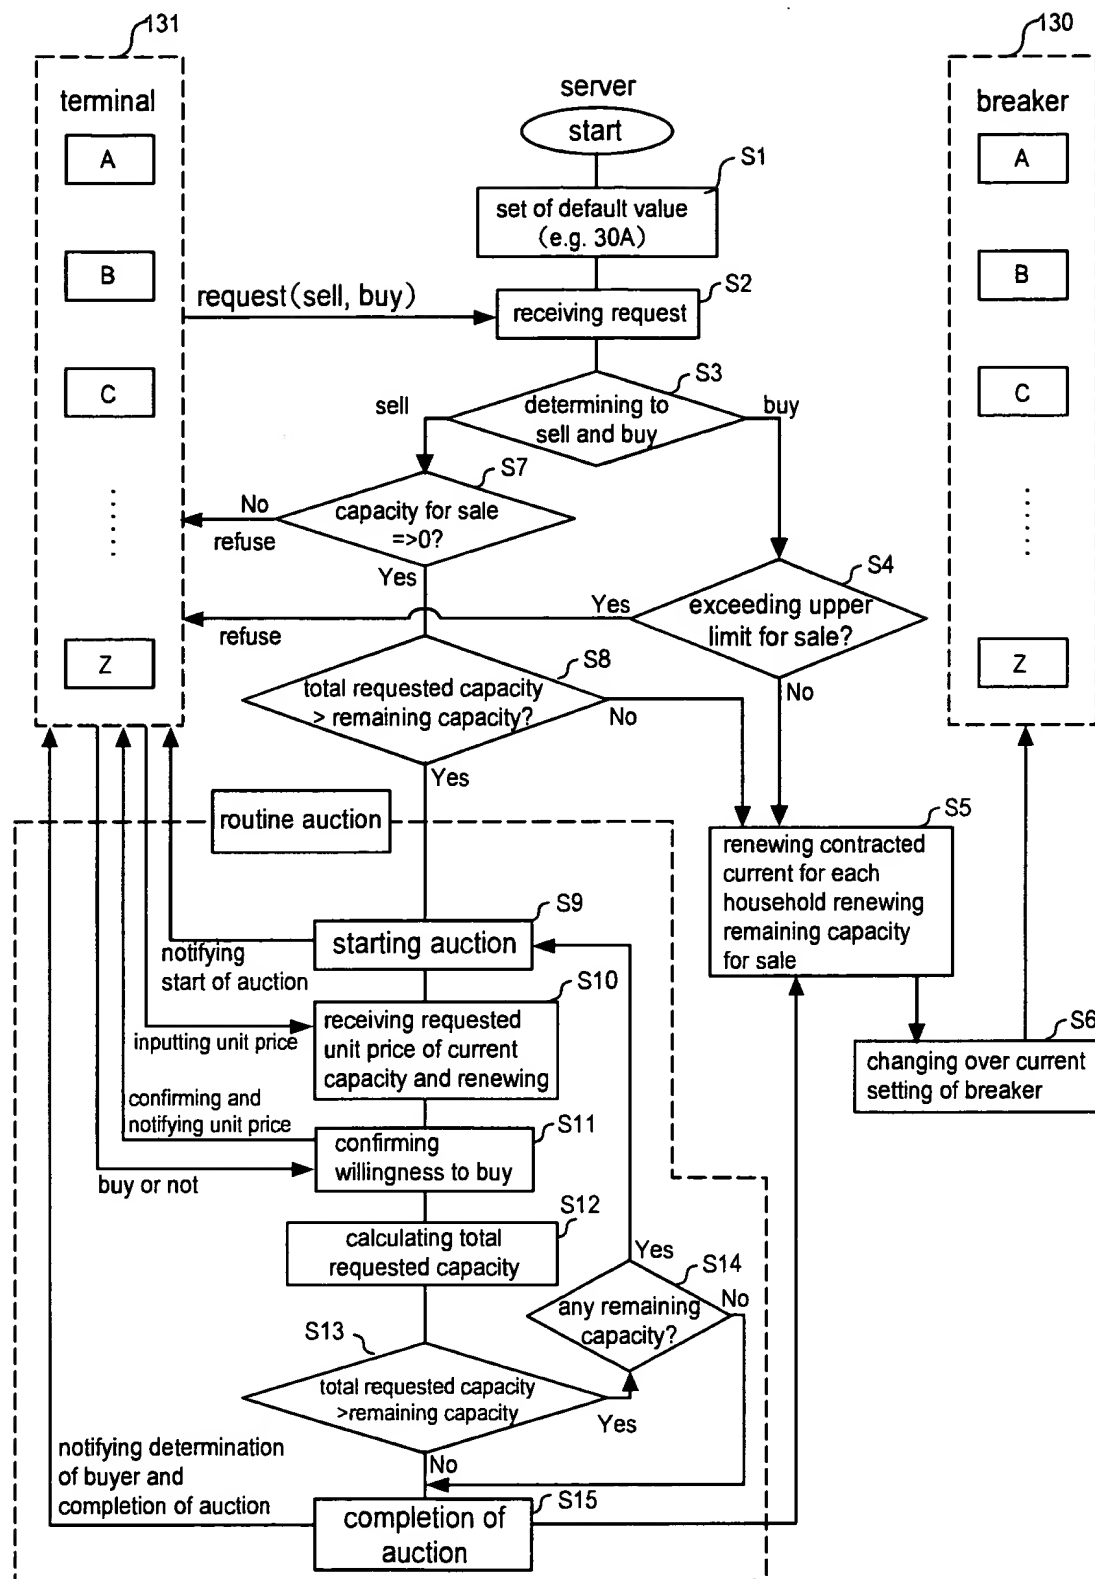 131
130
terminal
server
breaker
start
A
A
S1
set of default value
(e.g. 30A)
B
B
S2
request(sell, buy)
receiving request
C
C
S3
sell
determining to
sell and buy
buy
S7
No
refuse
capacity for sale
=>0?
Yes
S4
Yes
exceeding upper
limit for sale?
refuse
No
Z
Z
S8
total requested capacity
> remaining capacity?
No
Yes
routine auction
S5
renewing contracted
current for each
household renewing
remaining capacity
for sale
S9
starting auction
notifying
start of auction
S10
receiving requested
unit price of current
capacity and renewing
inputting unit price
S6
changing over current
setting of breaker
confirming and
notifying unit price
S11
confirming
willingness to buy
buy or not
S12
calculating total
requested capacity
Yes
S14
any remaining
capacity?
No
S13
total requested capacity
>remaining capacity
Yes
notifying determination
of buyer and
completion of auction
No
S15
completion of
auction